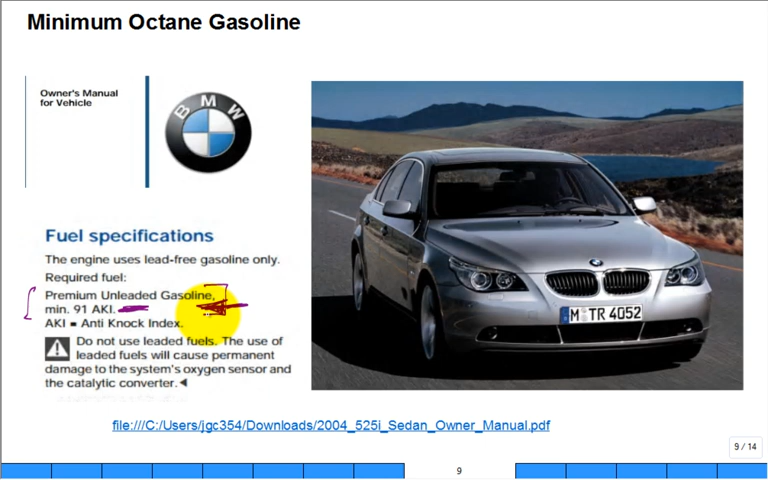 Minimum Octane Gasoline
Owner's Manual
for Vehicle
BMW
Fuel specifications
The engine uses lead-free gasoline only.
Required fuel:
Premium Unleaded Gasoline,
min. 91 AKI.
AKI = Anti Knock Index.
Do not use leaded fuels. The use of
leaded fuels will cause permanent
damage to the system's oxygen sensor and
the catalytic converter.◄
M TR 4052
file:///C:/Users/jgc354/Downloads/2004_525i_Sedan_Owner_Manual.pdf
9 / 14
9